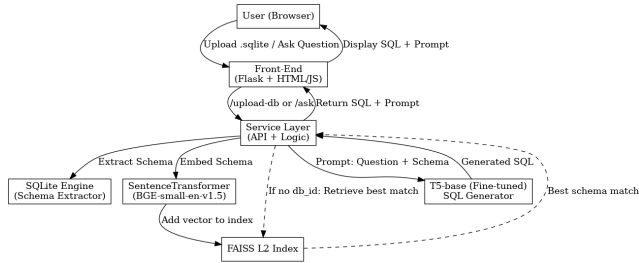 User (Browser)
Upload .sqlite / Ask Question
Display SQL + Prompt
Front-End
(Flask + HTML/JS)
/upload-db or /ask
Return SQL + Prompt
Service Layer
(API + Logic)
Extract Schema
Embed Schema
Prompt: Question + Schema
Generated SQL
SQLite Engine
(Schema Extractor)
SentenceTransformer
(BGE-small-en-v1.5)
If no db_id: Retrieve best match
T5-base (Fine-tuned)
SQL Generator
Best schema match
Add vector to index
FAISS L2 Index